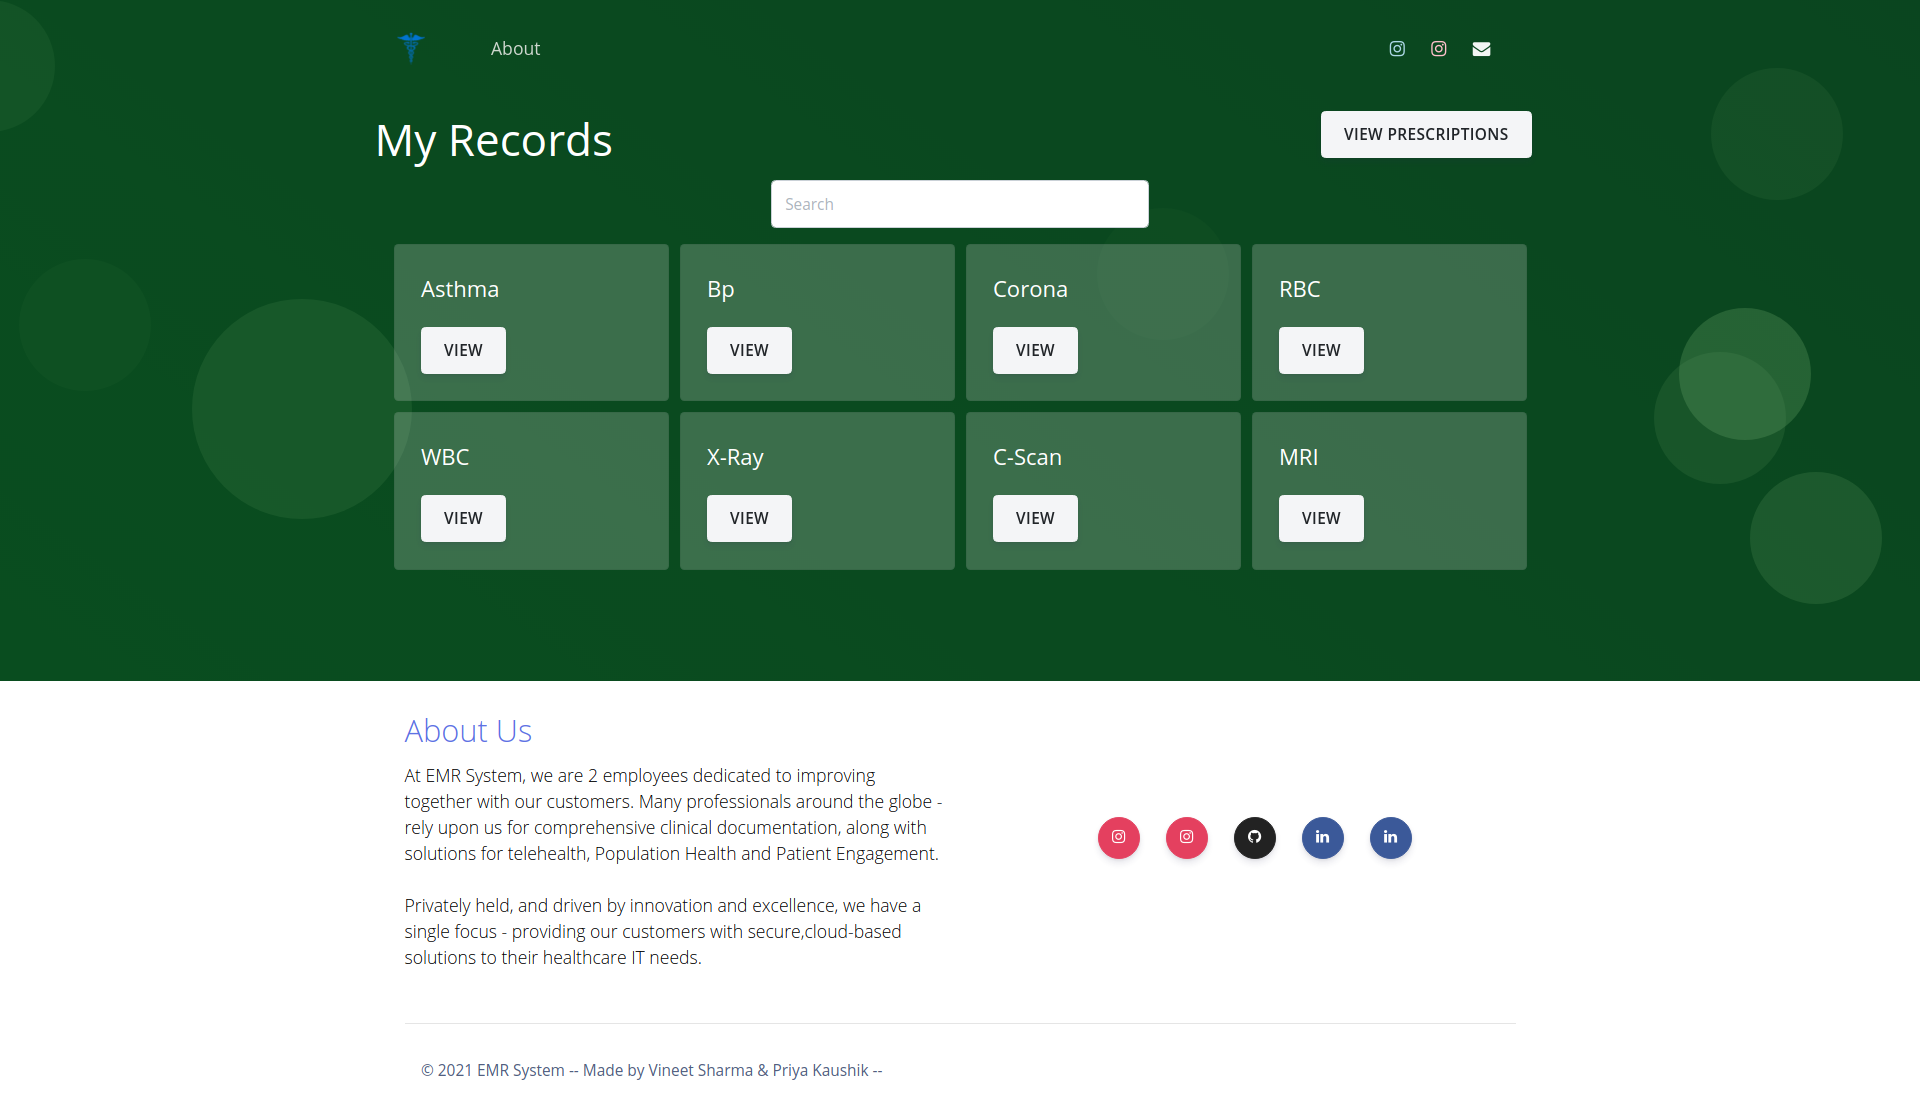 About
My Records
VIEW PRESCRIPTIONS
Search
Asthma
VIEW
Bp
VIEW
Corona
VIEW
RBC
VIEW
WBC
VIEW
X-Ray
VIEW
C-Scan
VIEW
MRI
VIEW
About Us
At EMR System, we are 2 employees dedicated to improving
together with our customers. Many professionals around the globe -
rely upon us for comprehensive clinical documentation, along with
solutions for telehealth, Population Health and Patient Engagement.
Privately held, and driven by innovation and excellence, we have a
single focus - providing our customers with secure,cloud-based
solutions to their healthcare IT needs.
© 2021 EMR System -- Made by Vineet Sharma & Priya Kaushik --